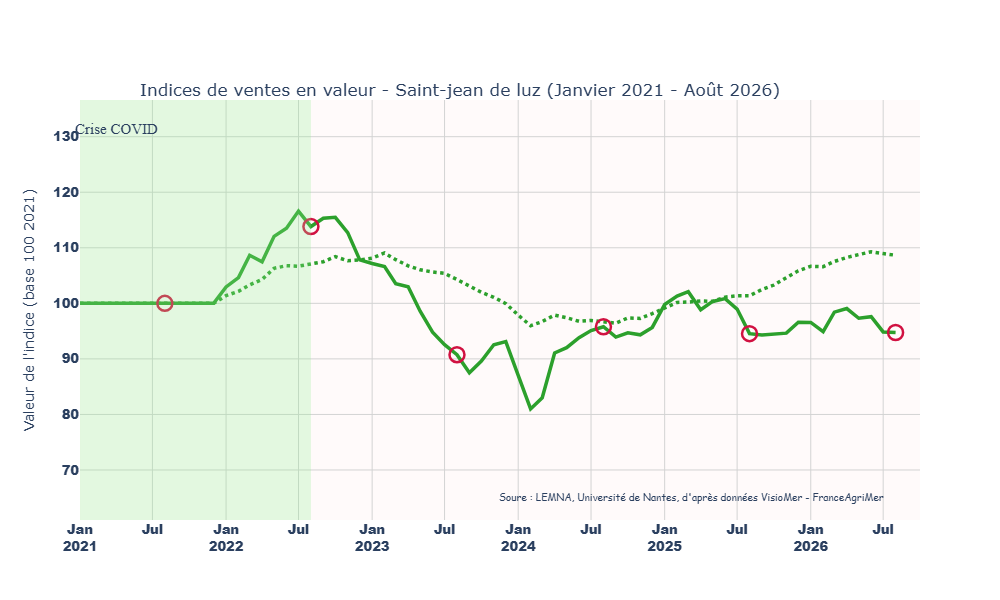 Indices de ventes en valeur - Saint-jean de luz (Janvier 2021 - Août 2026)
Crise COVID
Valeur de l'indice (base 100 2021)
130
120
110
100
90
80
70
Soure : LEMNA, Université de Nantes, d'après données VisioMer - FranceAgriMer
Jan Jul Jan Jul Jan Jul Jan Jul Jan Jul Jan Jul
2021 2022 2023 2024 2025 2026